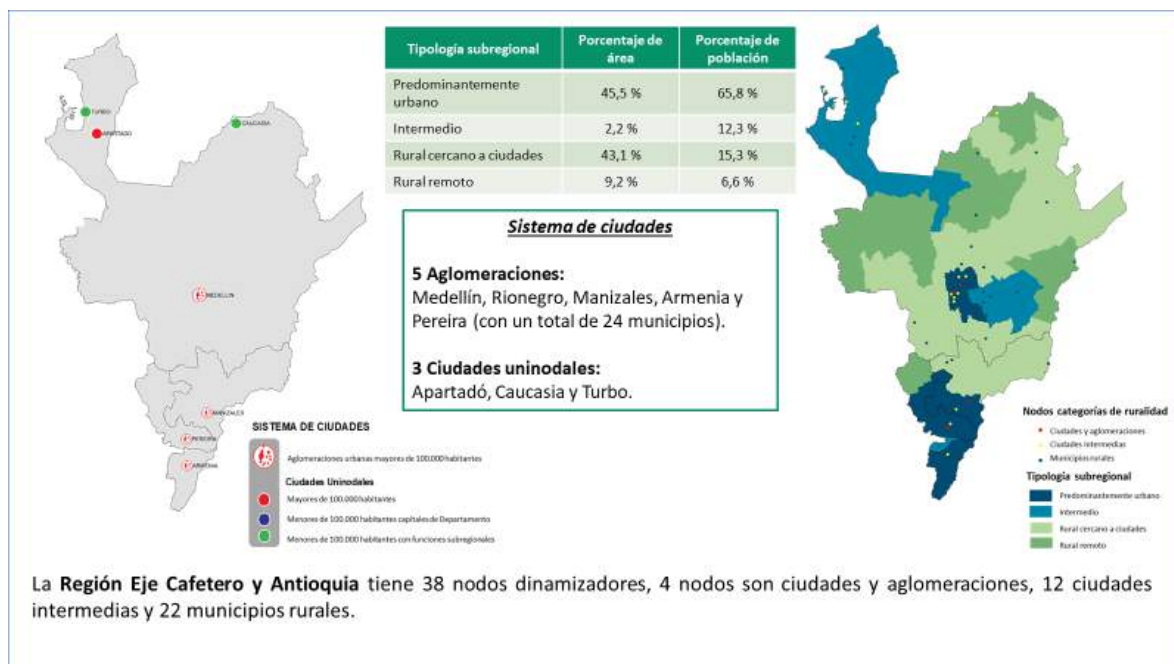 Tipología subregional
Porcentaje de
área
Porcentaje de
población
Predominantemente
urbano
45,5 %
65,8 %
Intermedio
2,2 %
12,3 %
Rural cercano a ciudades
43,1 %
15,3 %
Rural remoto
9,2 %
6,6 %
TURBO
APARTADO
CAUCASIA
MEDELLIN
MANIZALES
PEREIRA
ARMENIA
Sistema de ciudades
5 Aglomeraciones:
Medellín, Rionegro, Manizales, Armenia y
Pereira (con un total de 24 municipios).
3 Ciudades uninodales:
Apartadó, Caucasia y Turbo.
SISTEMA DE CIUDADES
Aglomeraciones urbanas mayores de 100.000 habitantes
Ciudades Uninodales
Mayores de 100.000 habitantes
Menores de 100.000 habitantes capitales de Departamento
Menores de 100.000 habitantes con funciones subregionales
Nodos categorías de ruralidad
Ciudades y aglomeraciones
Ciudades intermedias
Municipios rurales
Tipología subregional
Predominantemente urbano
Intermedio
Rural cercano a ciudades
Rural remoto
La Región Eje Cafetero y Antioquia tiene 38 nodos dinamizadores, 4 nodos son ciudades y aglomeraciones, 12 ciudades
intermedias y 22 municipios rurales.